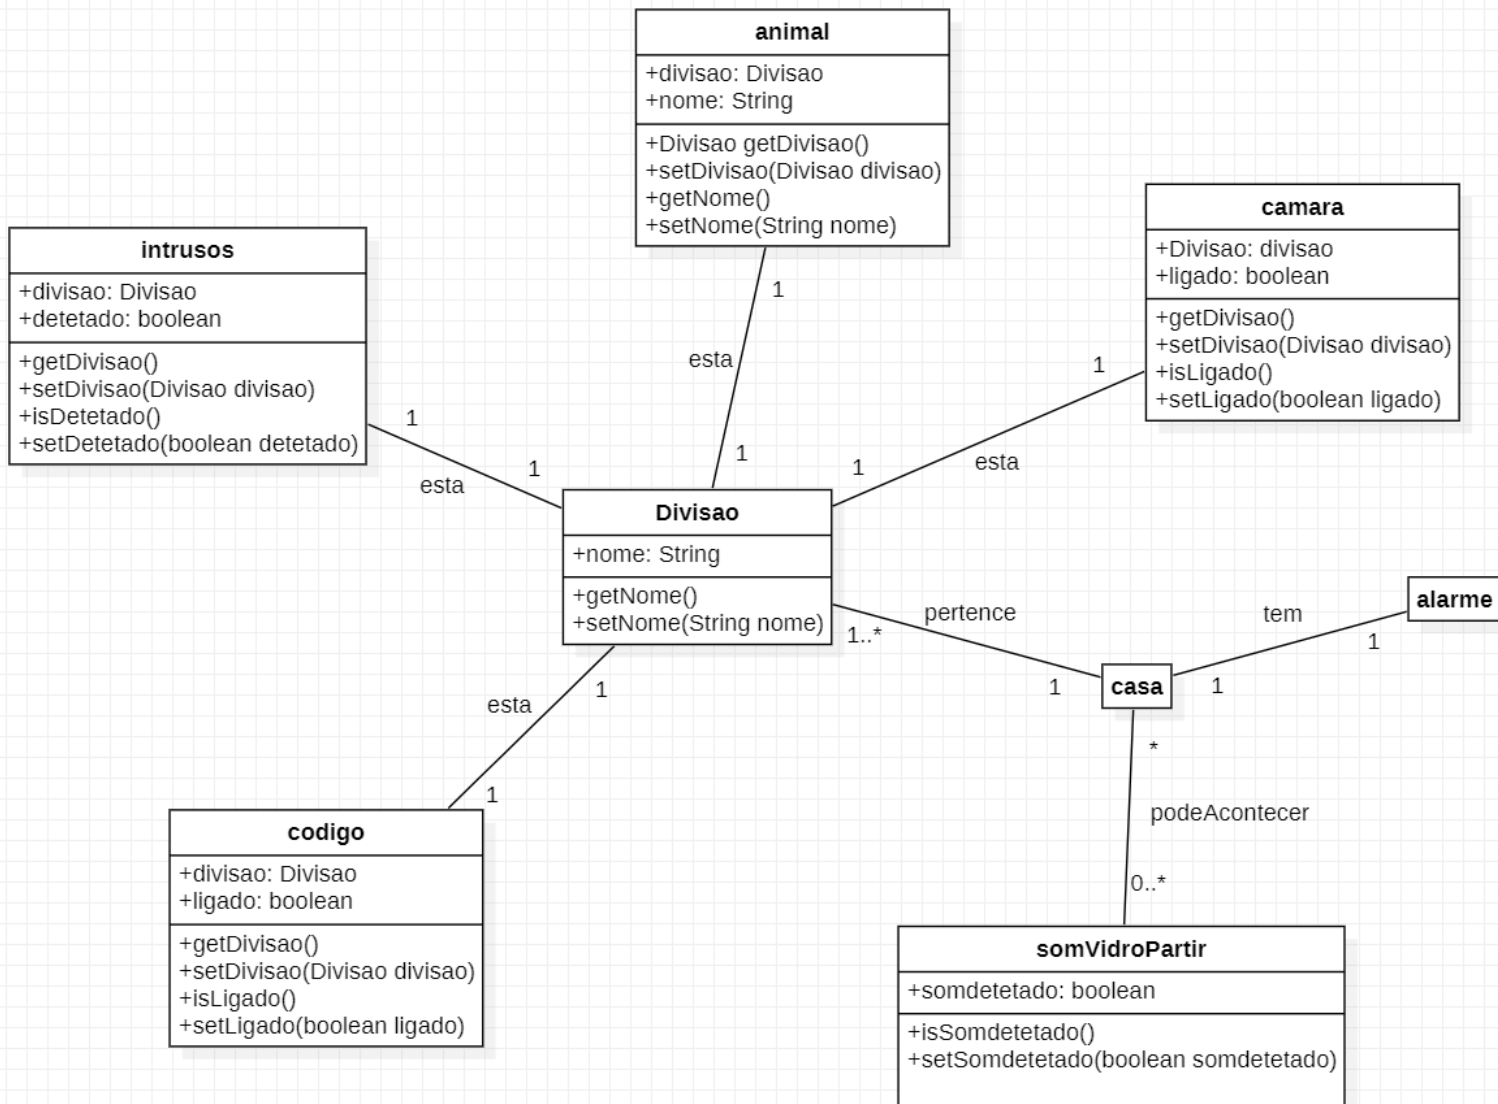 animal
+divisao: Divisao
+nome: String
+Divisao getDivisao()
+setDivisao(Divisao divisao)
+getNome()
+setNome(String nome)
1
esta
1
camara
+Divisao: divisao
+ligado: boolean
+getDivisao()
+setDivisao(Divisao divisao)
+isLigado()
+setLigado(boolean ligado)
1
esta
1
intrusos
+divisao: Divisao
+detetado: boolean
+getDivisao()
+setDivisao(Divisao divisao)
+isDetetado()
+setDetetado(boolean detetado)
1
esta
1
Divisao
+nome: String
+getNome()
+setNome(String nome)
1..*
pertence
1
casa
1
tem
1
alarme
1
esta
1
codigo
+divisao: Divisao
+ligado: boolean
+getDivisao()
+setDivisao(Divisao divisao)
+isLigado()
+setLigado(boolean ligado)
*
podeAcontecer
0..*
somVidroPartir
+somdetetado: boolean
+isSomdetetado()
+setSomdetetado(boolean somdetetado)